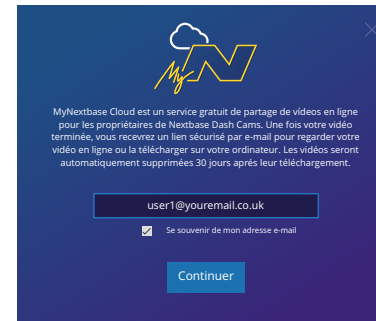 My N
MyNextbase Cloud est un service gratuit de partage de vídeos en ligne
pour les propriétaires de Nextbase Dash Cams. Une fois votre vidéo
terminée, vous recevrez un lien sécurisé par e-mail pour regarder votre
vidéo en ligne ou la télécharger sur votre ordinateur. Les vidéos seront
automatiquement supprimées 30 jours aprés leur téléchargement.
user1@youremail.co.uk
Se souvenir de mon adresse e-mail
Continuer